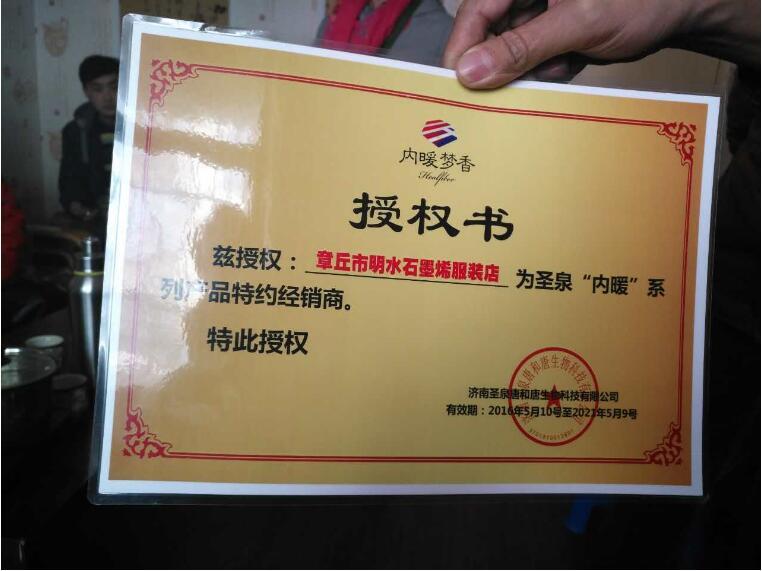 内暖梦香
Healfiber
授权书
兹授权：章丘市明水石墨烯服装店为圣泉“内暖”系
列产品特约经销商。
特此授权
济南圣泉唐和唐生物科技有限公司
有效期：2016年5月10号至2021年5月9号